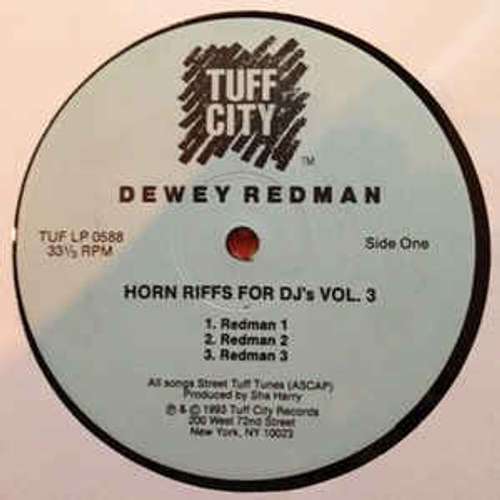 TUFF
CITY
TM
DEWEY REDMAN
TUF LP 0588
33⅓ RPM
Side One
HORN RIFFS FOR DJ's VOL. 3
1. Redman 1
2. Redman 2
3. Redman 3
All songs Street Tuff Tunes (ASCAP)
Produced by Sha Harry
℗ & © 1993 Tuff City Records
200 West 72nd Street
New York, NY 10023